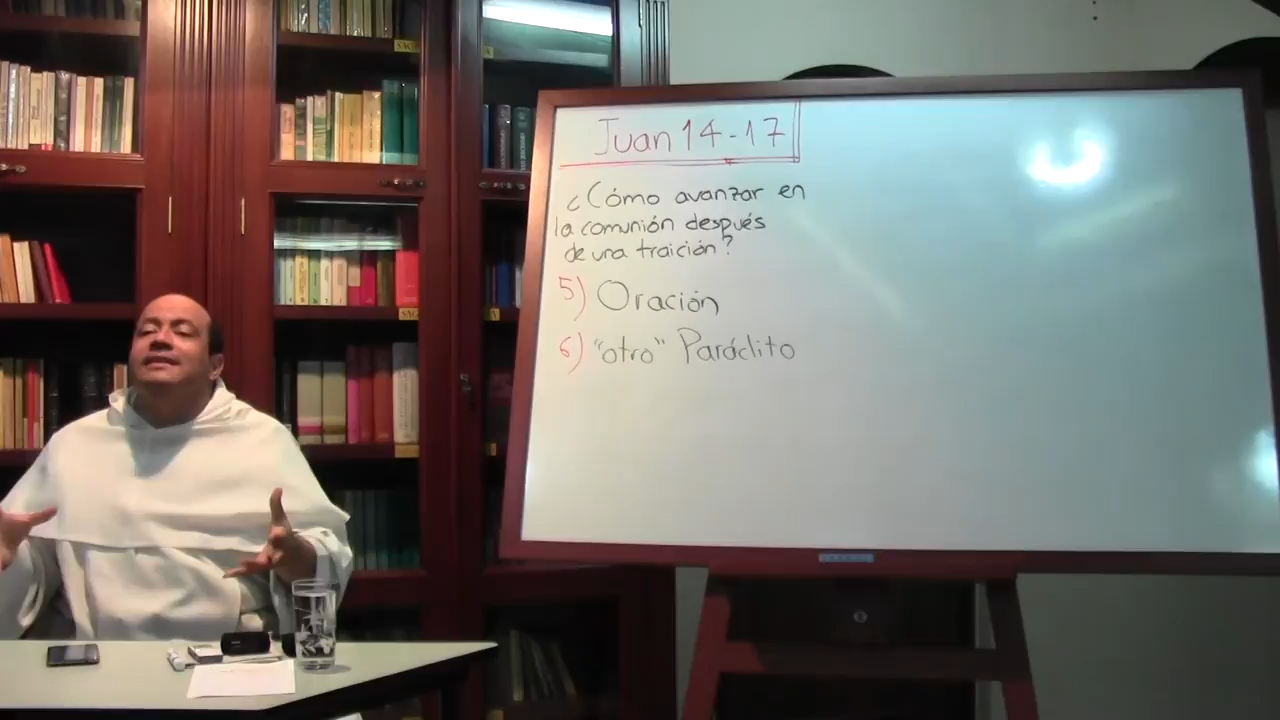 Juan 14-17
¿Cómo avanzar en
la comunión después
de una traición?
5) Oración
6) "otro" Paráclito